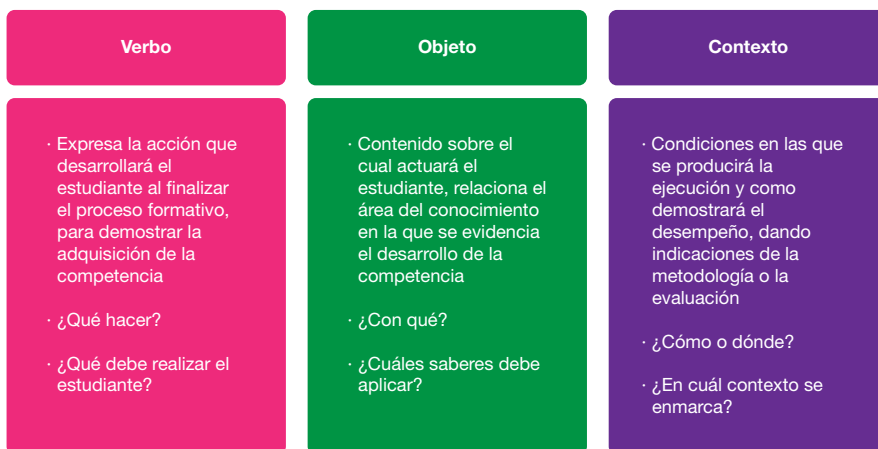 Verbo
Objeto
Contexto
· Expresa la acción que
desarrollará el
estudiante al finalizar
el proceso formativo,
para demostrar la
adquisición de la
competencia
· ¿Qué hacer?
· ¿Qué debe realizar el
estudiante?
· Contenido sobre el
cual actuará el
estudiante, relaciona el
área del conocimiento
en la que se evidencia
el desarrollo de la
competencia
· ¿Con qué?
· ¿Cuáles saberes debe
aplicar?
· Condiciones en las que
se producirá la
ejecución y como
demostrará el
desempeño, dando
indicaciones de la
metodología o la
evaluación
· ¿Cómo o dónde?
· ¿En cuál contexto se
enmarca?